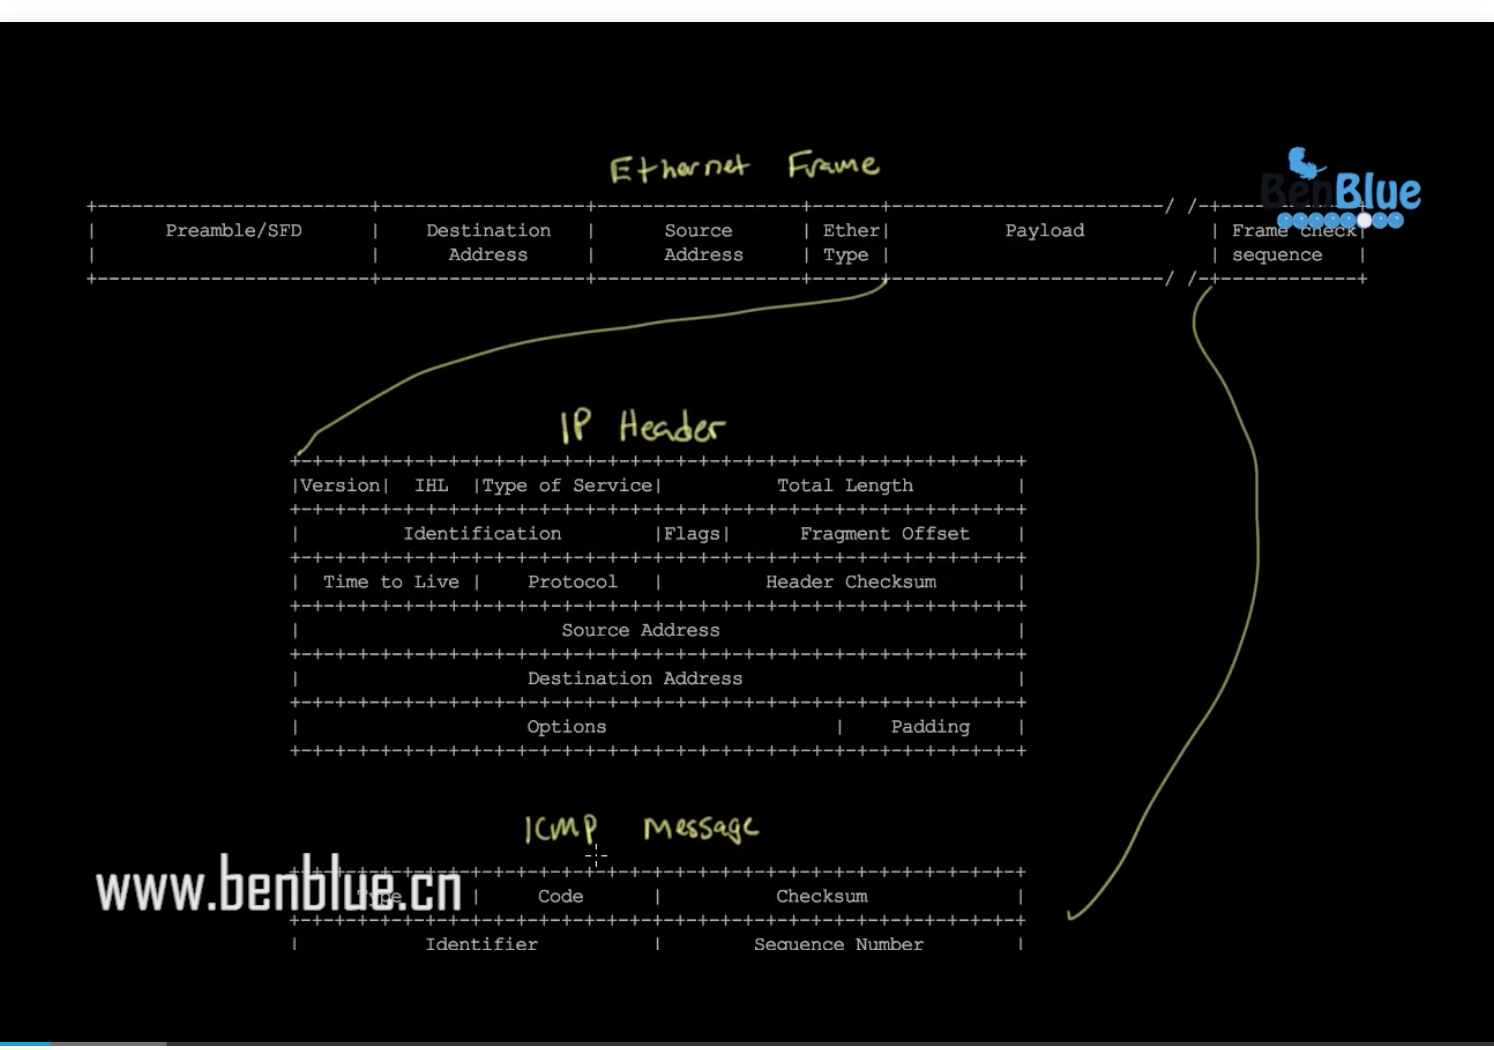 Ethernet Frame
BenBlue
Preamble/SFD Destination Address Source Address Ether Type Payload Frame check sequence
IP Header
Version IHL Type of Service Total Length
Identification Flags Fragment Offset
Time to Live Protocol Header Checksum
Source Address
Destination Address
Options Padding
ICMP Message
www.benblue.cn
Type Code Checksum
Identifier Sequence Number